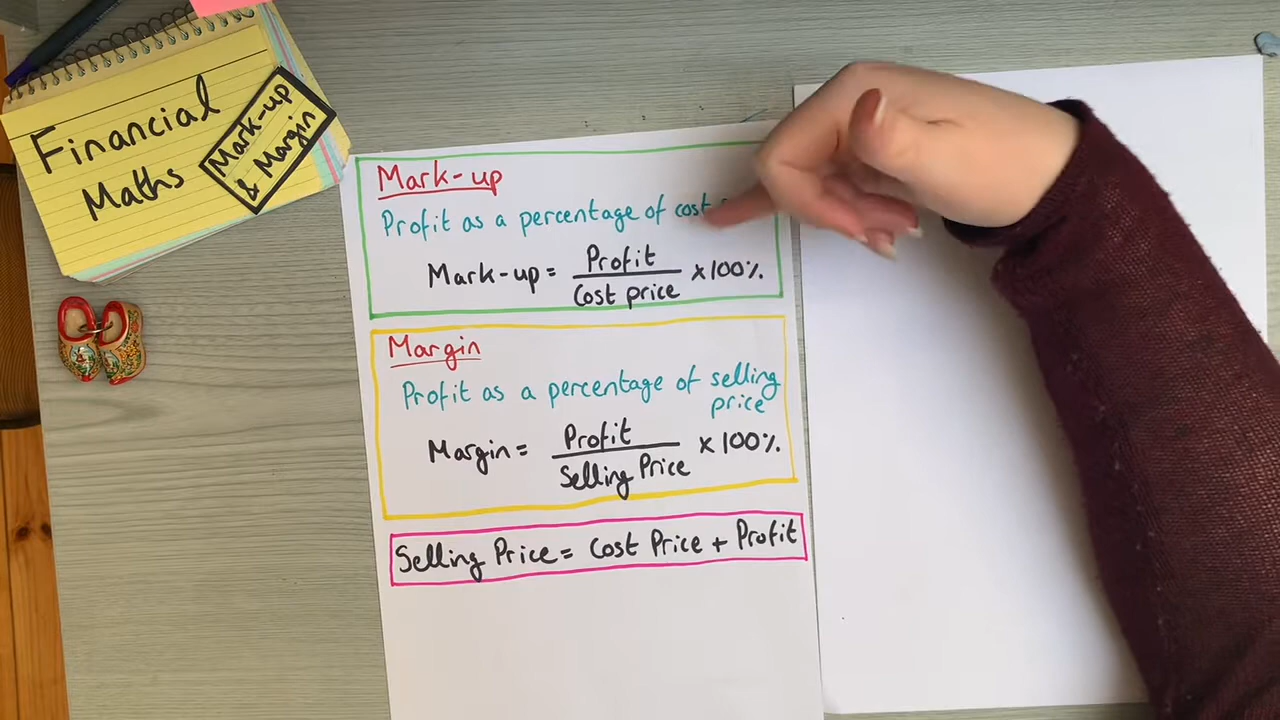 Financial
Maths
Mark-up
& Margin
Mark-up
Profit as a percentage of cost
Mark-up = Profit / Cost price × 100%
Margin
Profit as a percentage of selling
price
Margin = Profit / Selling Price × 100%
Selling Price = Cost Price + Profit